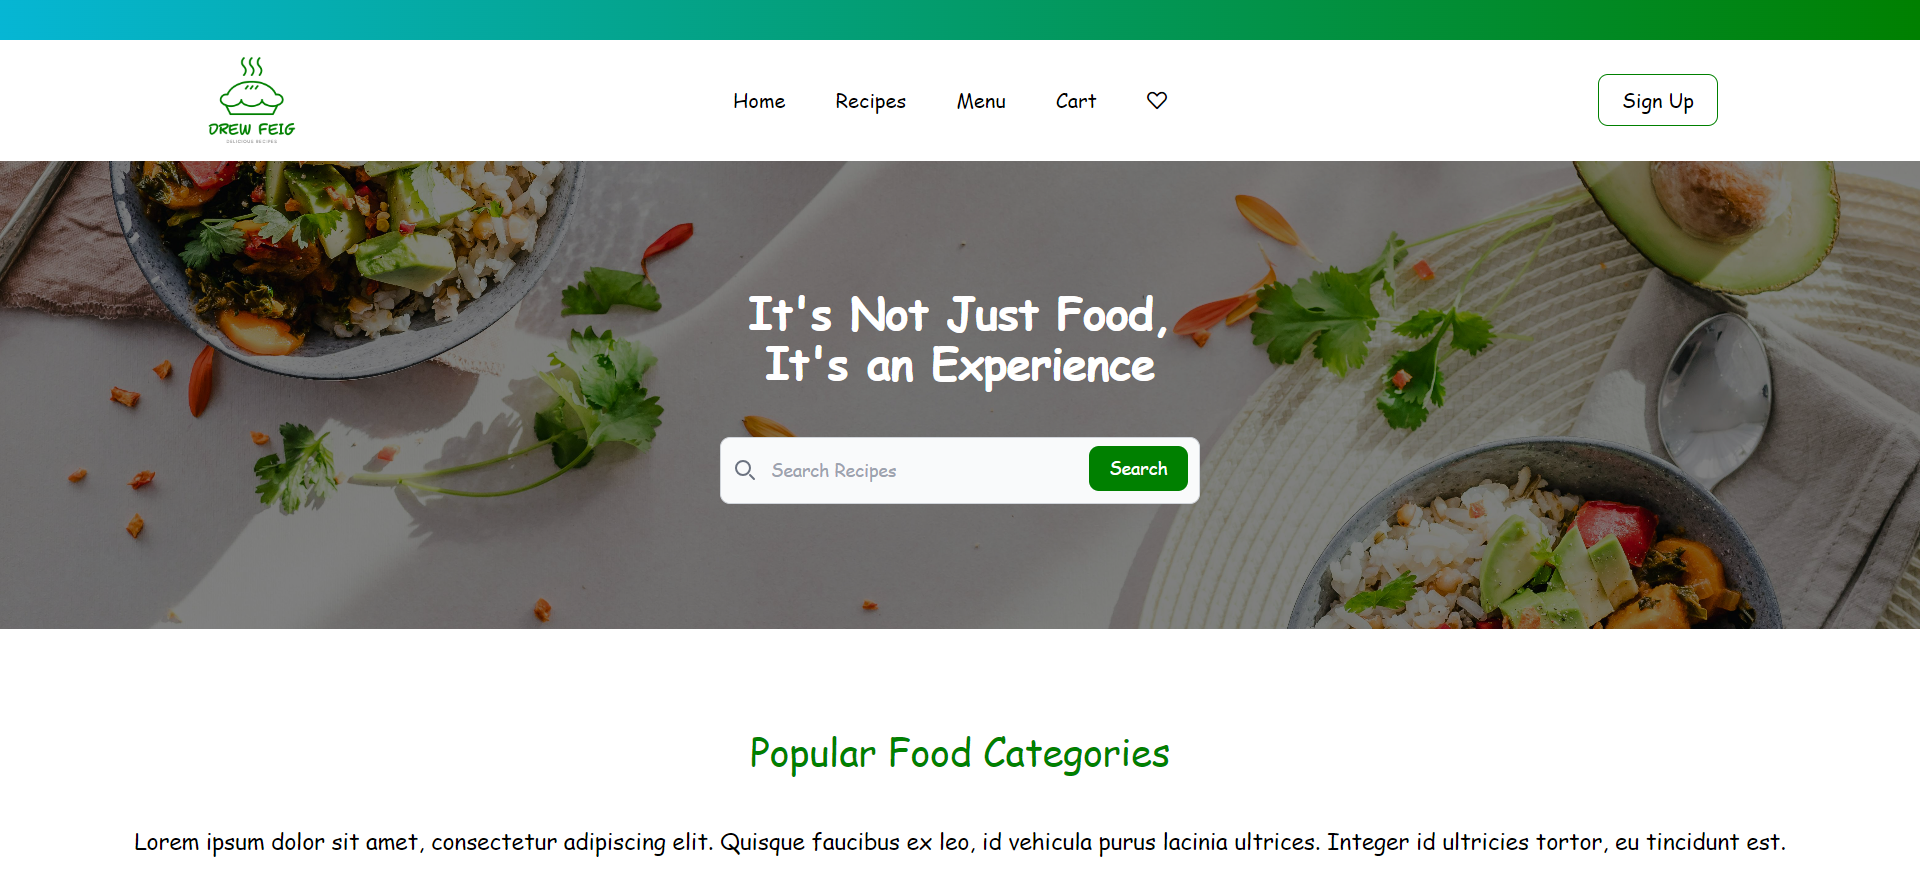 DREW FEIG
DELICIOUS RECIPES
Home Recipes Menu Cart
Sign Up
It's Not Just Food,
It's an Experience
Search Recipes
Search
Popular Food Categories
Lorem ipsum dolor sit amet, consectetur adipiscing elit. Quisque faucibus ex leo, id vehicula purus lacinia ultrices. Integer id ultricies tortor, eu tincidunt est.